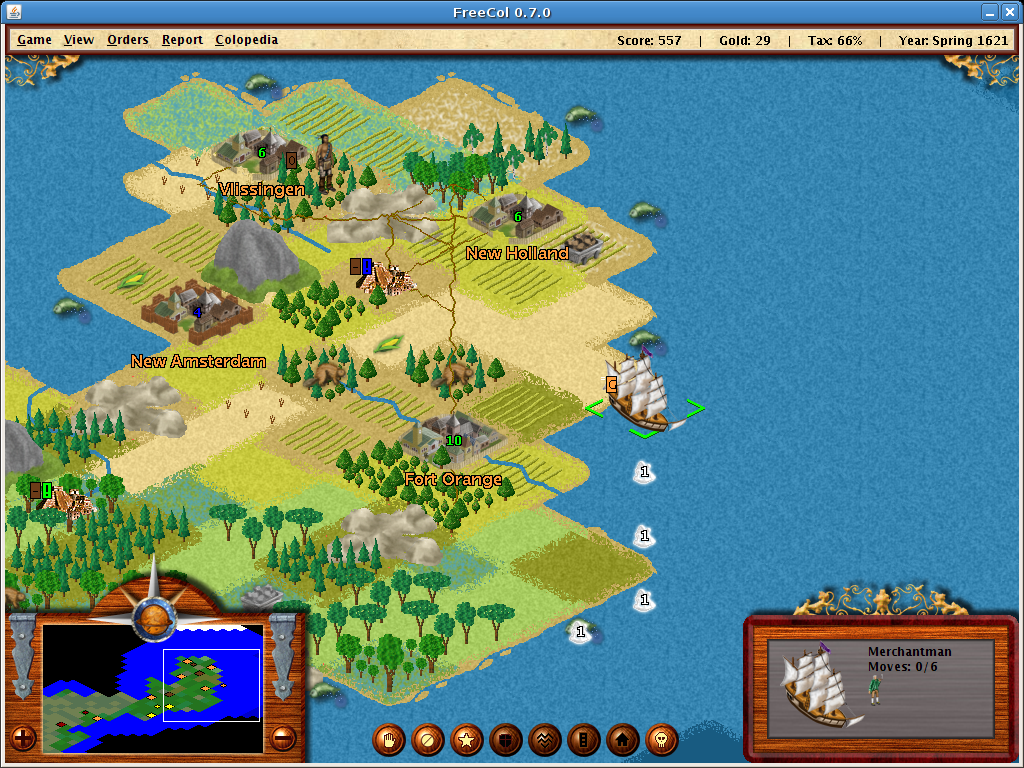 FreeCol 0.7.0
Game View Orders Report Colopedia Score: 557 | Gold: 29 | Tax: 66% | Year: Spring 1621
6
Vlissingen
6
New Holland
4
New Amsterdam
G
10
Fort Orange
1
1
1
1
Merchantman
Moves: 0/6